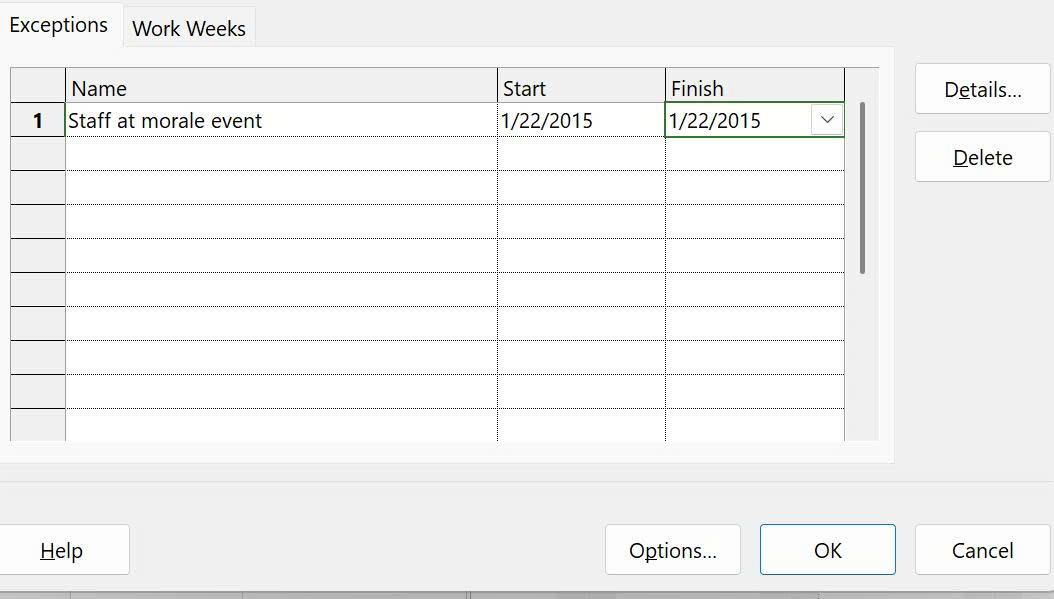 Exceptions Work Weeks
Name Start Finish
1 Staff at morale event 1/22/2015 1/22/2015
Details...
Delete
Help Options... OK Cancel